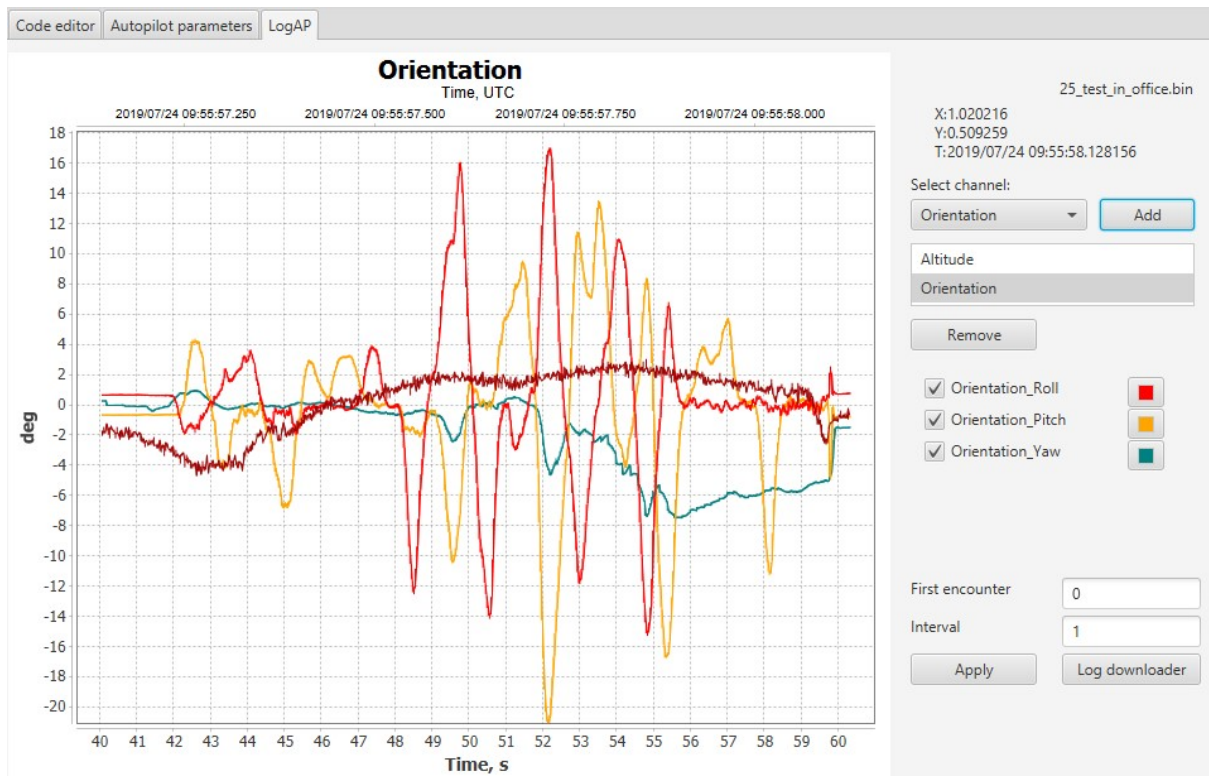 Code editor Autopilot parameters LogAP
Orientation
Time, UTC
2019/07/24 09:55:57.250 2019/07/24 09:55:57.500 2019/07/24 09:55:57.750 2019/07/24 09:55:58.000
18
16
14
12
10
8
6
4
2
0
-2
-4
-6
-8
-10
-12
-14
-16
-18
-20
deg
40 41 42 43 44 45 46 47 48 49 50 51 52 53 54 55 56 57 58 59 60
Time, s
25_test_in_office.bin
X:1.020216
Y:0.509259
T:2019/07/24 09:55:58.128156
Select channel:
Orientation Add
Altitude
Orientation
Remove
Orientation_Roll
Orientation_Pitch
Orientation_Yaw
First encounter 0
Interval 1
Apply Log downloader